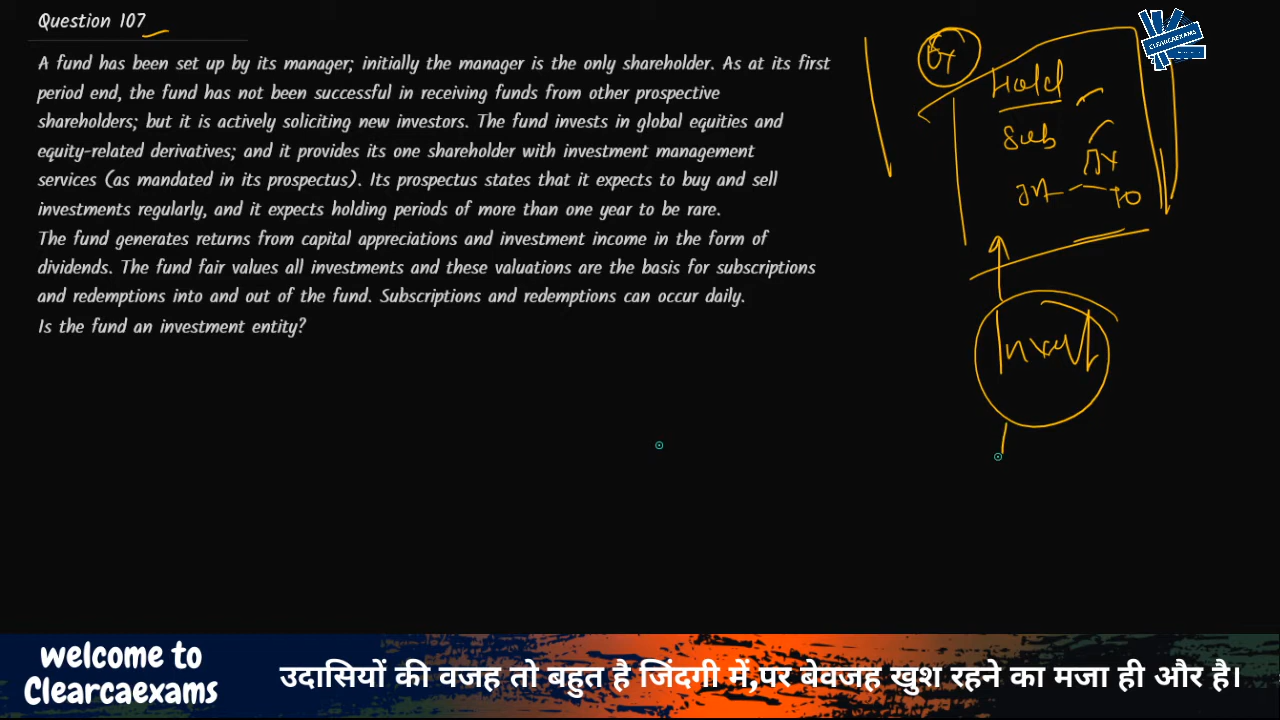 Question 107
A fund has been set up by its manager; initially the manager is the only shareholder. As at its first
period end, the fund has not been successful in receiving funds from other prospective
shareholders; but it is actively soliciting new investors. The fund invests in global equities and
equity-related derivatives; and it provides its one shareholder with investment management
services (as mandated in its prospectus). Its prospectus states that it expects to buy and sell
investments regularly, and it expects holding periods of more than one year to be rare.
The fund generates returns from capital appreciations and investment income in the form of
dividends. The fund fair values all investments and these valuations are the basis for subscriptions
and redemptions into and out of the fund. Subscriptions and redemptions can occur daily.
Is the fund an investment entity?
CLEARCAEXAMS
Hold
Sub
welcome to
Clearcaexams
उदासियों की वजह तो बहुत है जिंदगी में,पर बेवजह खुश रहने का मजा ही और है।